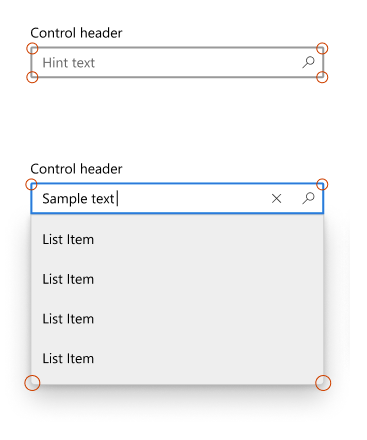 Control header
Hint text
Control header
Sample text
List Item
List Item
List Item
List Item